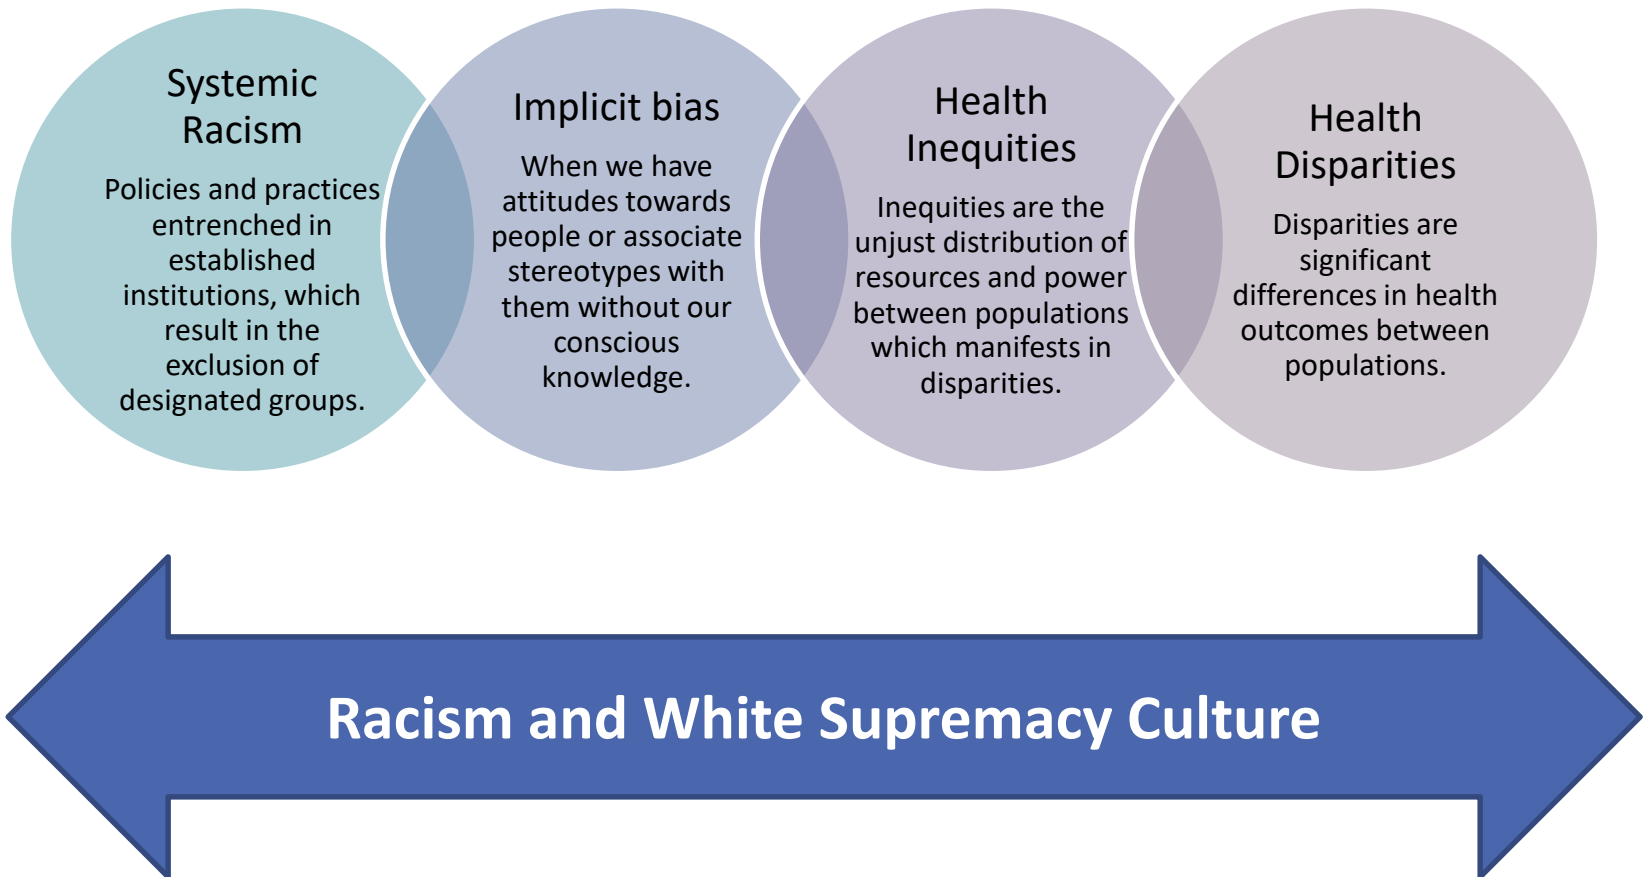 Systemic
Racism
Policies and practices
entrenched in
established
institutions, which
result in the
exclusion of
designated groups.
Implicit bias
When we have
attitudes towards
people or associate
stereotypes with
them without our
conscious
knowledge.
Health
Inequities
Inequities are the
unjust distribution of
resources and power
between populations
which manifests in
disparities.
Health
Disparities
Disparities are
significant
differences in health
outcomes between
populations.
Racism and White Supremacy Culture